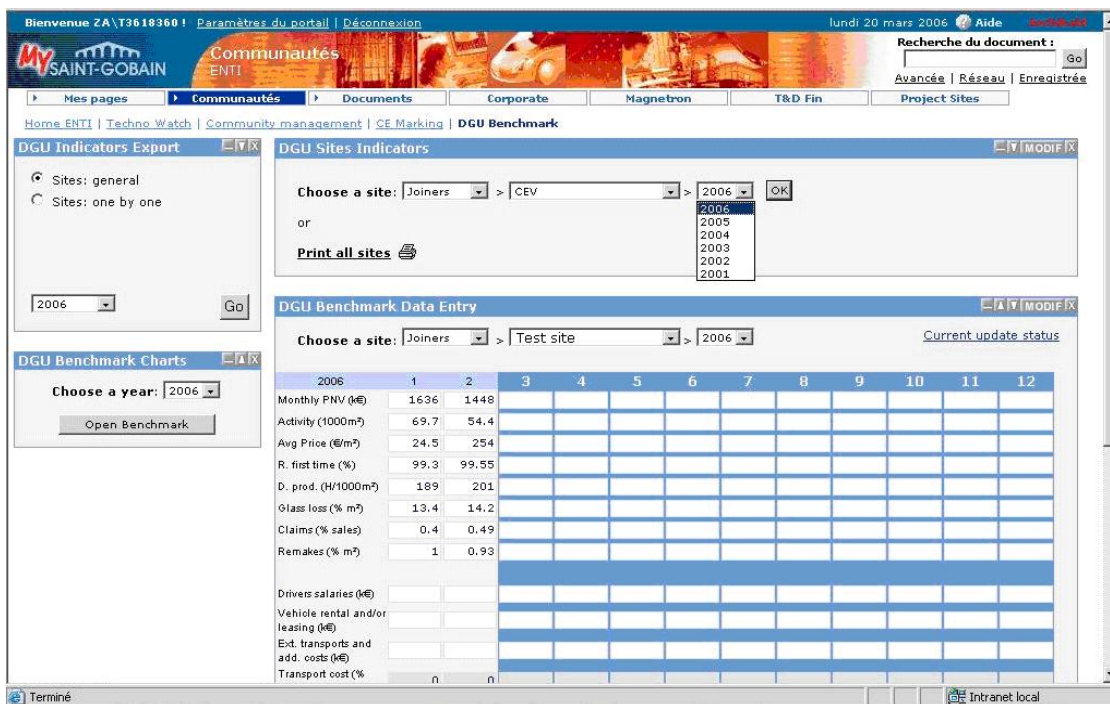 Bienvenue ZA\T3618360 ! Paramètres du portail | Déconnexion lundi 20 mars 2006 Aide
My SAINT-GOBAIN
Communautés
ENTI
Recherche du document :
Go
Avancée | Réseau | Enregistrée
Mes pages Communautés Documents Corporate Magnetron T&D Fin Project Sites
Home ENTI | Techno Watch | Community management | CE Marking | DGU Benchmark
DGU Indicators Export
Sites: general
Sites: one by one
2006 Go
DGU Benchmark Charts
Choose a year: 2006
Open Benchmark
DGU Sites Indicators MODIF
Choose a site: Joiners > CEV > 2006 OK
2006
2005
2004
2003
2002
2001
or
Print all sites
DGU Benchmark Data Entry MODIF
Choose a site: Joiners > Test site > 2006 Current update status
2006 1 2 3 4 5 6 7 8 9 10 11 12
Monthly PNV (k€) 1636 1448
Activity (1000m²) 69.7 54.4
Avg Price (€/m²) 24.5 254
R. first time (%) 99.3 99.55
D. prod. (H/1000m²) 189 201
Glass loss (% m²) 13.4 14.2
Claims (% sales) 0.4 0.49
Remakes (% m²) 1 0.93
Drivers salaries (k€)
Vehicle rental and/or
leasing (k€)
Ext. transports and
add. costs (k€)
Transport cost (% 0 0
Terminé Intranet local